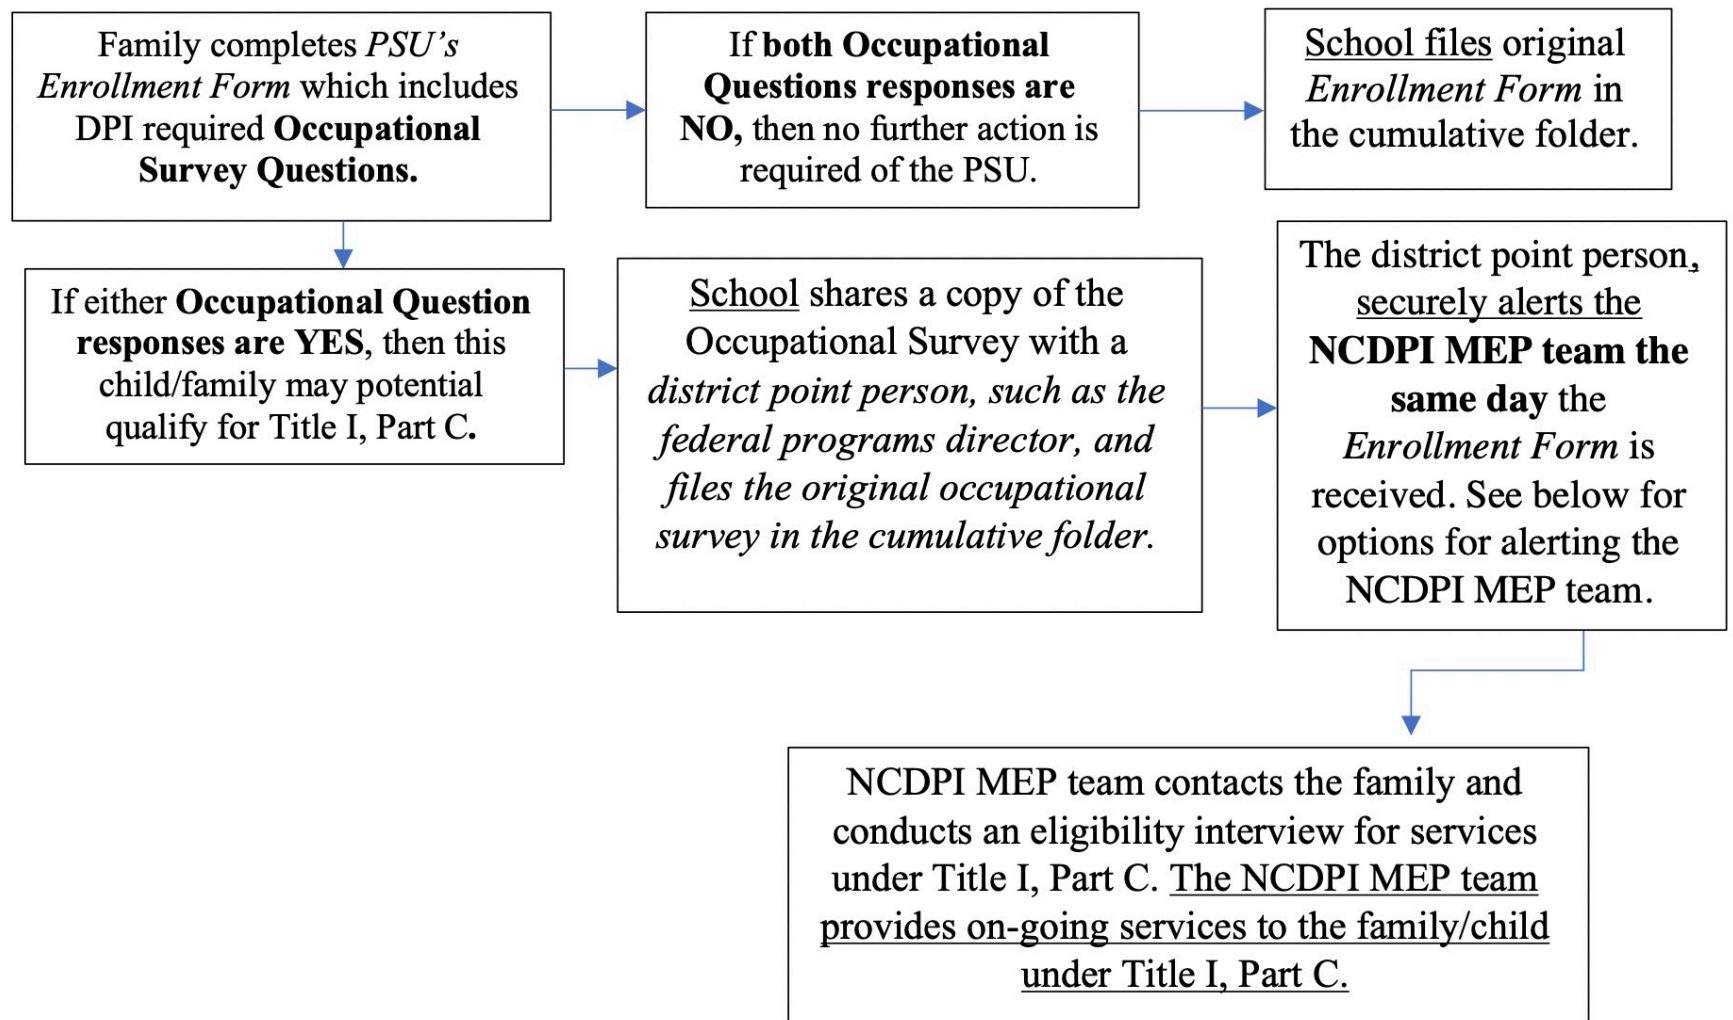 Family completes PSU’s
Enrollment Form which includes
DPI required Occupational
Survey Questions.
If both Occupational
Questions responses are
NO, then no further action is
required of the PSU.
School files original
Enrollment Form in
the cumulative folder.
If either Occupational Question
responses are YES, then this
child/family may potential
qualify for Title I, Part C.
School shares a copy of the
Occupational Survey with a
district point person, such as the
federal programs director, and
files the original occupational
survey in the cumulative folder.
The district point person,
securely alerts the
NCDPI MEP team the
same day the
Enrollment Form is
received. See below for
options for alerting the
NCDPI MEP team.
NCDPI MEP team contacts the family and
conducts an eligibility interview for services
under Title I, Part C. The NCDPI MEP team
provides on-going services to the family/child
under Title I, Part C.